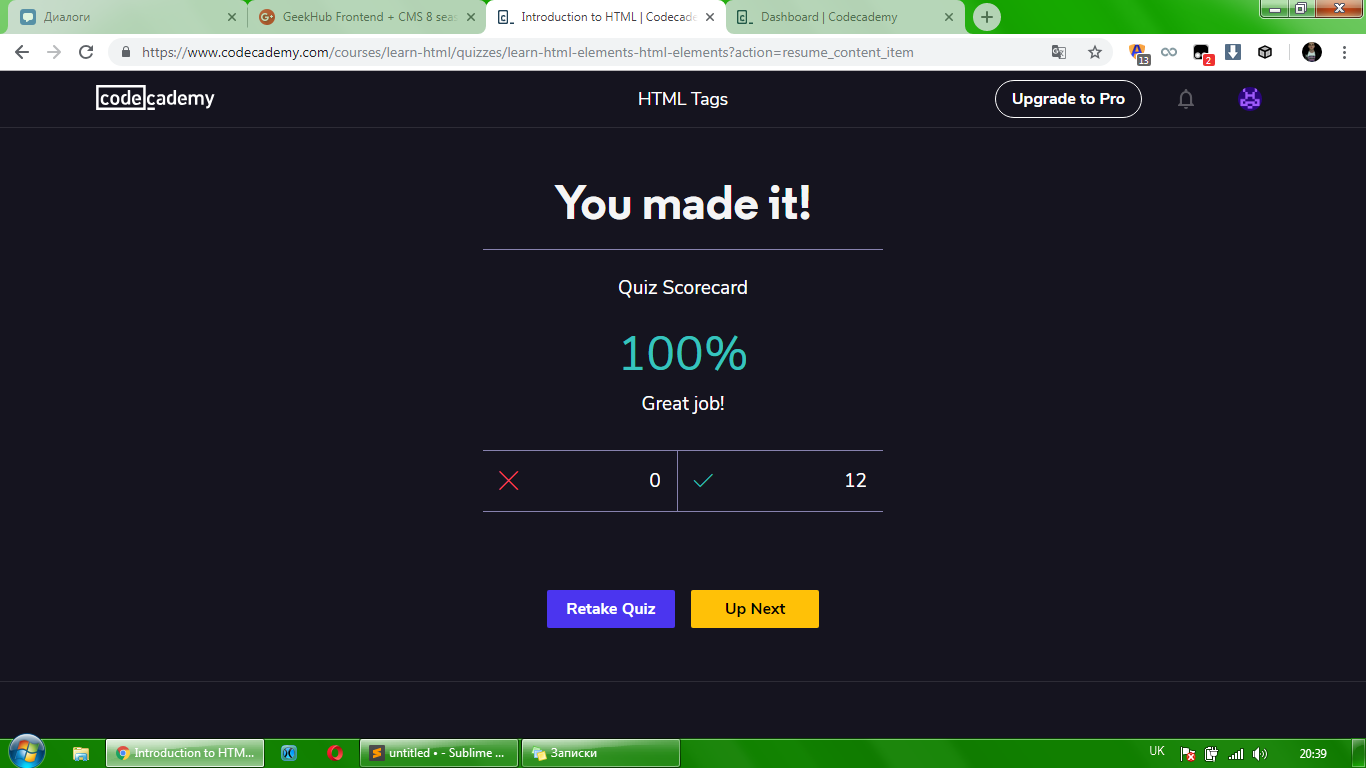 Диалоги
GeekHub Frontend + CMS 8 seas
Introduction to HTML | Codecade
Dashboard | Codecademy
https://www.codecademy.com/courses/learn-html/quizzes/learn-html-elements-html-elements?action=resume_content_item
13
2
codecademy
HTML Tags
Upgrade to Pro
You made it!
Quiz Scorecard
100%
Great job!
0
12
Retake Quiz
Up Next
Introduction to HTM...
untitled • - Sublime ...
Записки
UK
20:39